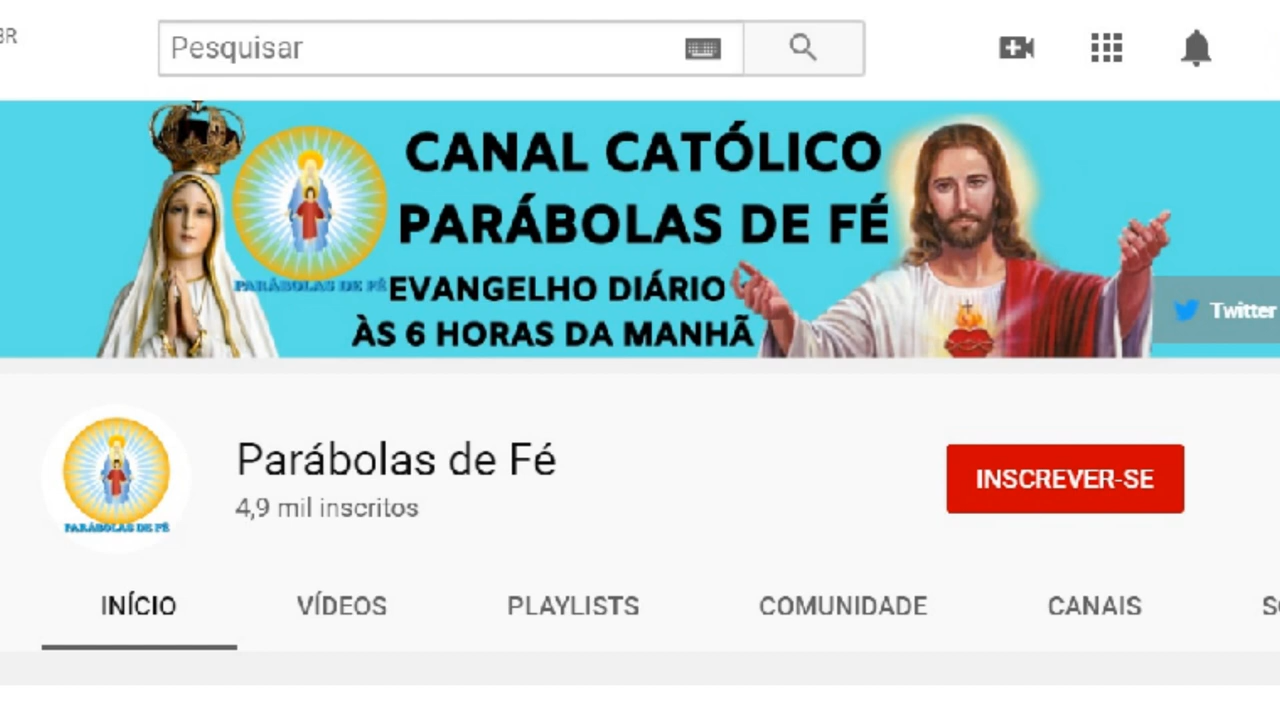 BR
Pesquisar
CANAL CATÓLICO
PARÁBOLAS DE FÉ
PARÁBOLAS DE FÉ
EVANGELHO DIÁRIO
ÀS 6 HORAS DA MANHÃ
Twitter
Parábolas de Fé
4,9 mil inscritos
PARÁBOLAS DE FÉ
INSCREVER-SE
INÍCIO VÍDEOS PLAYLISTS COMUNIDADE CANAIS